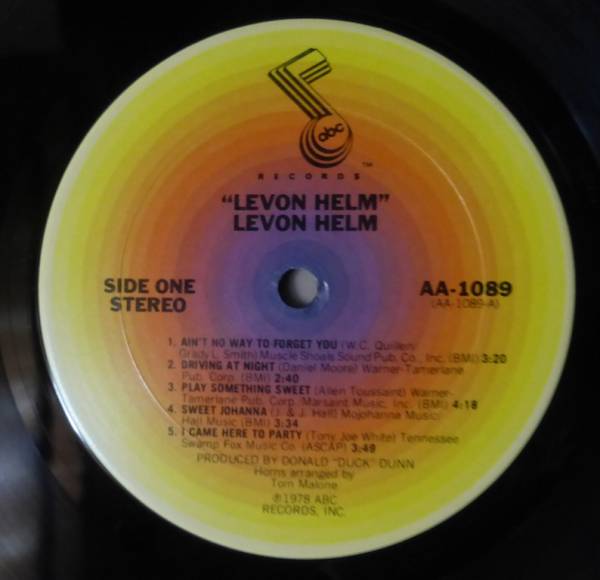 abc
TM
RECORDS
"LEVON HELM"
LEVON HELM
SIDE ONE
STEREO
AA-1089
(AA-1089-A)
1. AIN'T NO WAY TO FORGET YOU (W.C. Quillen/
Grady L. Smith) Muscle Shoals Sound Pub. Co., Inc. (BMI) 3:20
2. DRIVING AT NIGHT (Daniel Moore) Warner-Tamerlane
Pub. Corp. (BMI) 2:40
3. PLAY SOMETHING SWEET (Allen Toussaint) Warner-
Tamerlane Pub. Corp. Marsaint Music, Inc. (BMI) 4:18
4. SWEET JOHANNA (J. & J. Hall) Mojohanna Music/
Hall Music (BMI) 3:34
5. I CAME HERE TO PARTY (Tony Joe White) Tennessee
Swamp Fox Music Co. (ASCAP) 3:49
PRODUCED BY DONALD "DUCK" DUNN
Horns arranged by
Tom Malone
℗1978 ABC
RECORDS, INC.